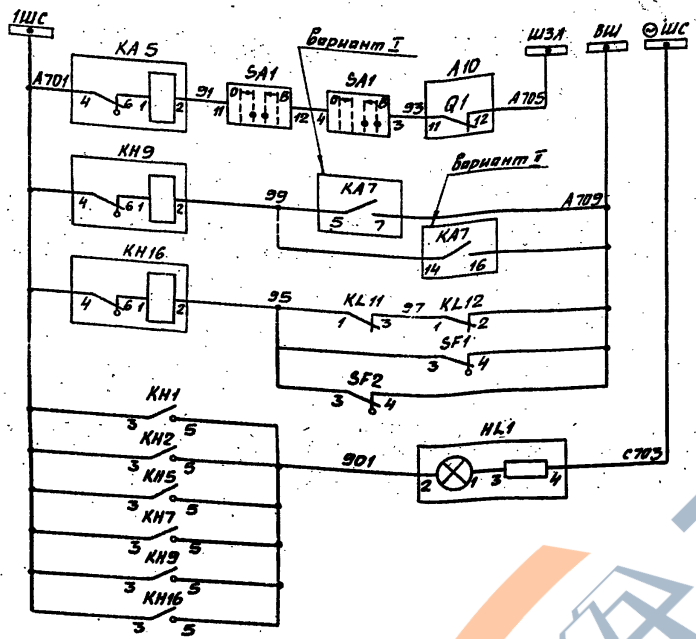 1ШС
ШЗА ВШ ⊖ ШС
КА5 вариант I
А10
А701 SA1 SA1
91 0 В 0 В 93 Q1 А705
4 6 1 2 11 12 4 3 11 12
КН9
вариант II
99 КА7 А709
4 6 1 2 5 7
КА7
КН16
14 16
95 KL11 97 KL12
4 6 1 2 1 3 1 2
SF1
3 4
SF2
3 4
КН1
3 5
HL1
КН2
901 С703
3 5 2 1 3 4
КН5
3 5
КН7
3 5
КН9
3 5
КН16
3 5